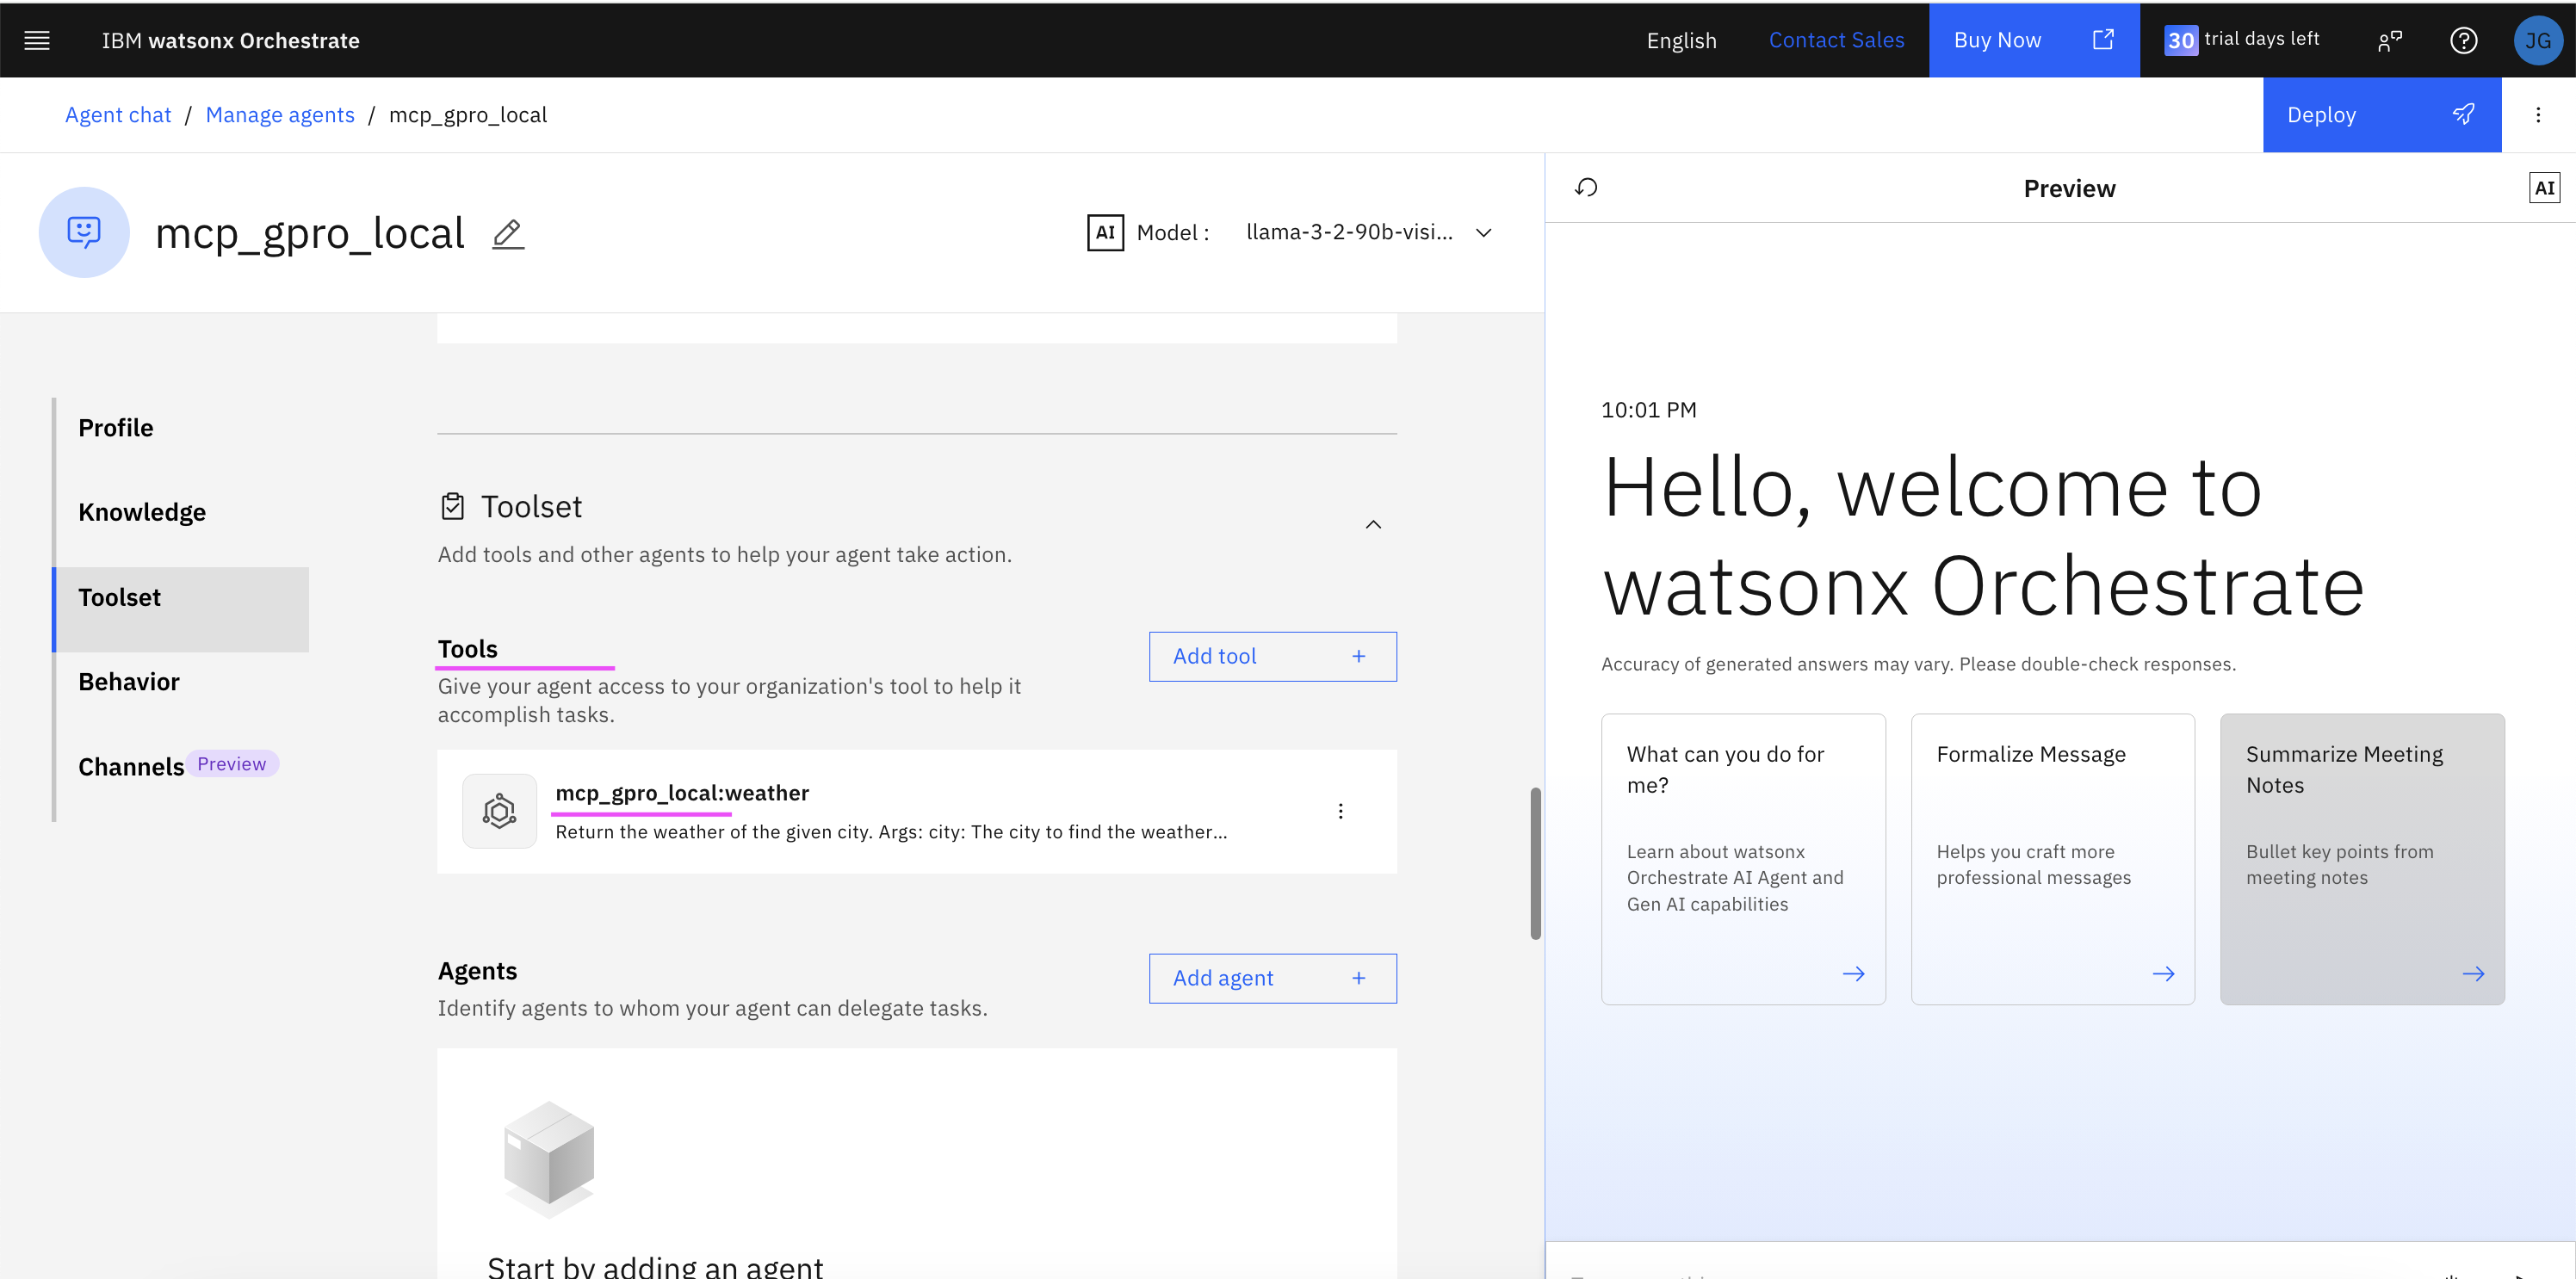 IBM watsonx Orchestrate
English
Contact Sales
Buy Now
30 trial days left
JG
Agent chat / Manage agents / mcp_gpro_local
Deploy
mcp_gpro_local
AI Model : llama-3-2-90b-visi...
Profile
Knowledge
Toolset
Behavior
Channels Preview
Toolset
Add tools and other agents to help your agent take action.
Tools
Add tool +
Give your agent access to your organization's tool to help it
accomplish tasks.
mcp_gpro_local:weather
Return the weather of the given city. Args: city: The city to find the weather...
Agents
Add agent +
Identify agents to whom your agent can delegate tasks.
Start by adding an agent
Preview
AI
10:01 PM
Hello, welcome to
watsonx Orchestrate
Accuracy of generated answers may vary. Please double-check responses.
What can you do for
me?
Learn about watsonx
Orchestrate AI Agent and
Gen AI capabilities
Formalize Message
Helps you craft more
professional messages
Summarize Meeting
Notes
Bullet key points from
meeting notes